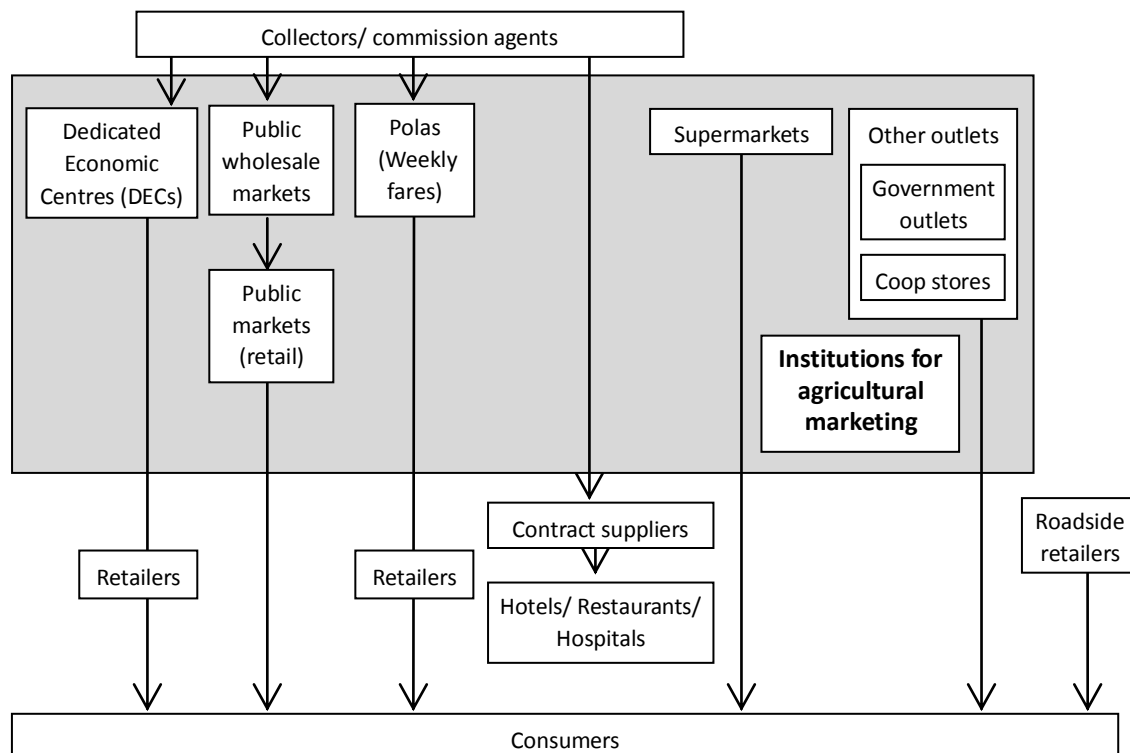 Collectors/ commission agents
Dedicated
Economic
Centres (DECs)
Public
wholesale
markets
Polas
(Weekly
fares)
Supermarkets
Other outlets
Government
outlets
Coop stores
Public
markets
(retail)
Institutions for
agricultural
marketing
Contract suppliers
Roadside
retailers
Retailers
Retailers
Hotels/ Restaurants/
Hospitals
Consumers